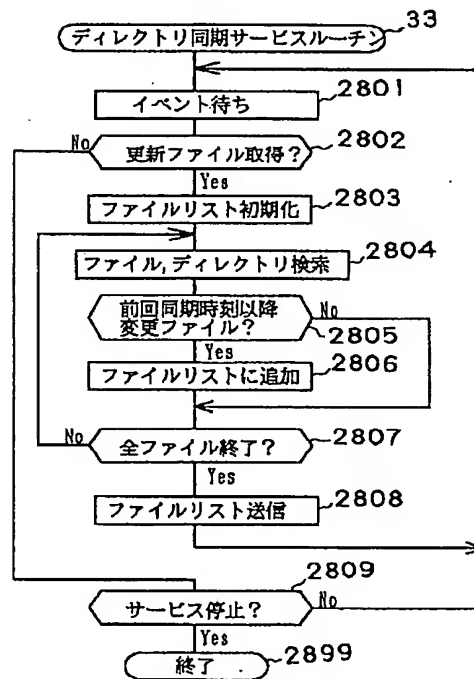 ディレクトリ同期サービスルーチン 33
イベント待ち 2801
No 更新ファイル取得? 2802
Yes
ファイルリスト初期化 2803
ファイル,ディレクトリ検索 2804
前回同期時刻以降 No
変更ファイル? 2805
Yes
ファイルリストに追加 2806
No 全ファイル終了? 2807
Yes
ファイルリスト送信 2808
サービス停止? 2809 No
Yes
終了 2899